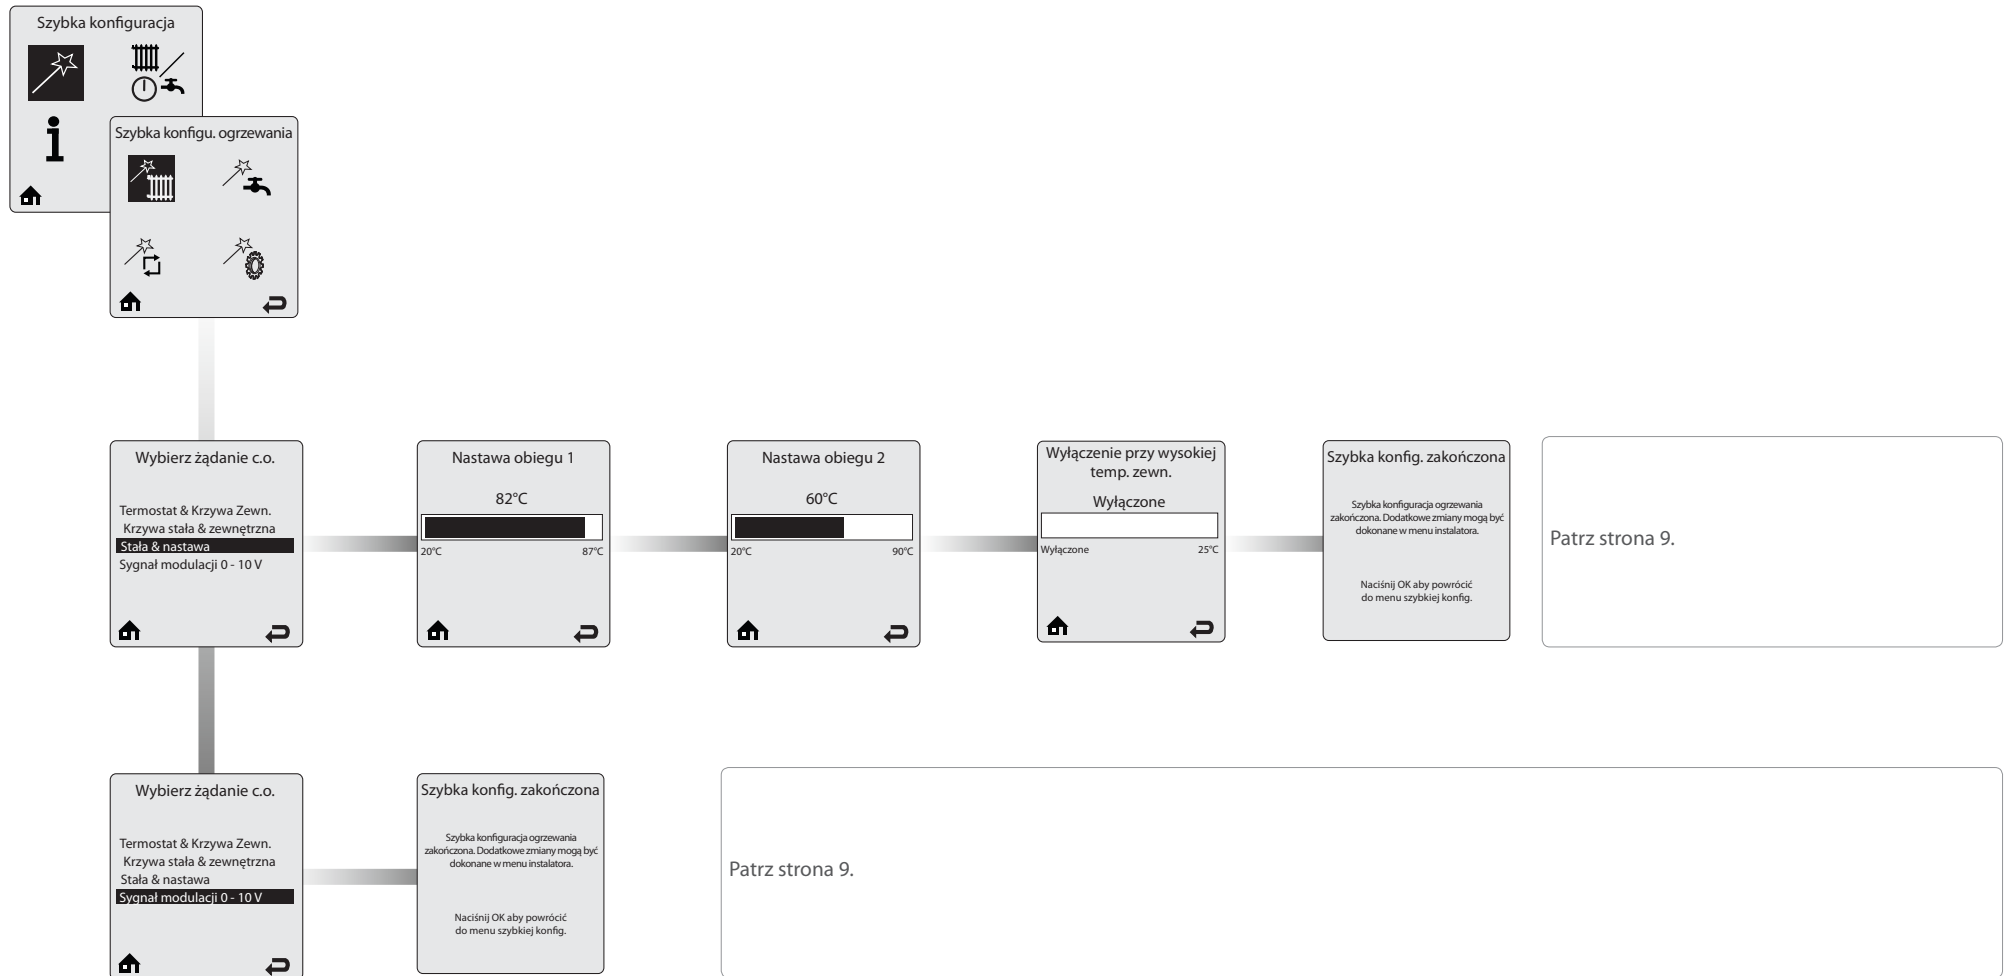 Szybka konfiguracja
Szybka konfigu. ogrzewania
Wybierz żądanie c.o.
Termostat & Krzywa Zewn.
Krzywa stała & zewnętrzna
Stała & nastawa
Sygnał modulacji 0 - 10 V
Nastawa obiegu 1
82°C
20°C 87°C
Nastawa obiegu 2
60°C
20°C 90°C
Wyłączenie przy wysokiej
temp. zewn.
Wyłączone
Wyłączone 25°C
Szybka konfig. zakończona
Szybka konfiguracja ogrzewania
zakończona. Dodatkowe zmiany mogą być
dokonane w menu instalatora.
Naciśnij OK aby powrócić
do menu szybkiej konfig.
Patrz strona 9.
Wybierz żądanie c.o.
Termostat & Krzywa Zewn.
Krzywa stała & zewnętrzna
Stała & nastawa
Sygnał modulacji 0 - 10 V
Szybka konfig. zakończona
Szybka konfiguracja ogrzewania
zakończona. Dodatkowe zmiany mogą być
dokonane w menu instalatora.
Naciśnij OK aby powrócić
do menu szybkiej konfig.
Patrz strona 9.